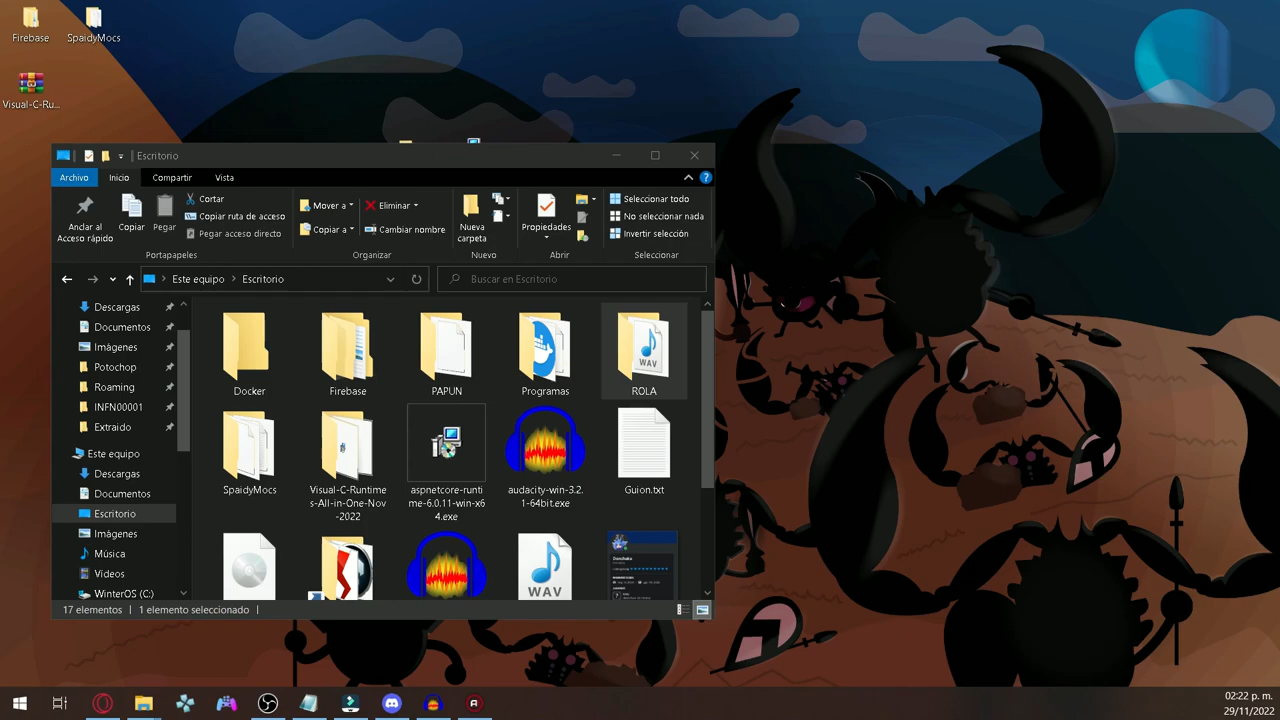 Firebase
SpaidyMocs
Visual-C-Ru...
Escritorio
Archivo
Inicio
Compartir
Vista
Anclar al
Acceso rápido
Copiar
Pegar
Cortar
Copiar ruta de acceso
Pegar acceso directo
Portapapeles
Mover a
Copiar a
Eliminar
Cambiar nombre
Organizar
Nueva
carpeta
Nuevo
Propiedades
Abrir
Seleccionar todo
No seleccionar nada
Invertir selección
Seleccionar
Este equipo
Escritorio
Buscar en Escritorio
Descargas
Documentos
Imágenes
Potochop
Roaming
INFN00001
Extraido
Este equipo
Descargas
Documentos
Escritorio
Imágenes
Música
Vídeos
WinterOS (C:)
Docker
Firebase
PAPUN
Programas
WAV
ROLA
SpaidyMocs
Visual-C-Runtime
s-All-in-One-Nov
-2022
aspnetcore-runti
me-6.0.11-win-x6
4.exe
audacity-win-3.2.
1-64bit.exe
Guion.txt
WAV
17 elementos
1 elemento seleccionado
02:22 p. m.
29/11/2022